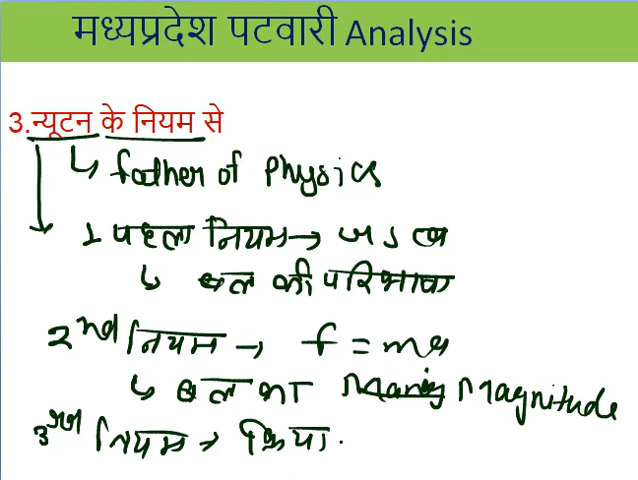 मध्यप्रदेश पटवारी Analysis
3.न्यूटन के नियम से
↳ father of Physics
1 पहला नियम →
↳ बल की परिभाषा
2nd नियम → f = ma
↳ बल का Magnitude
3rd नियम → क्रिया